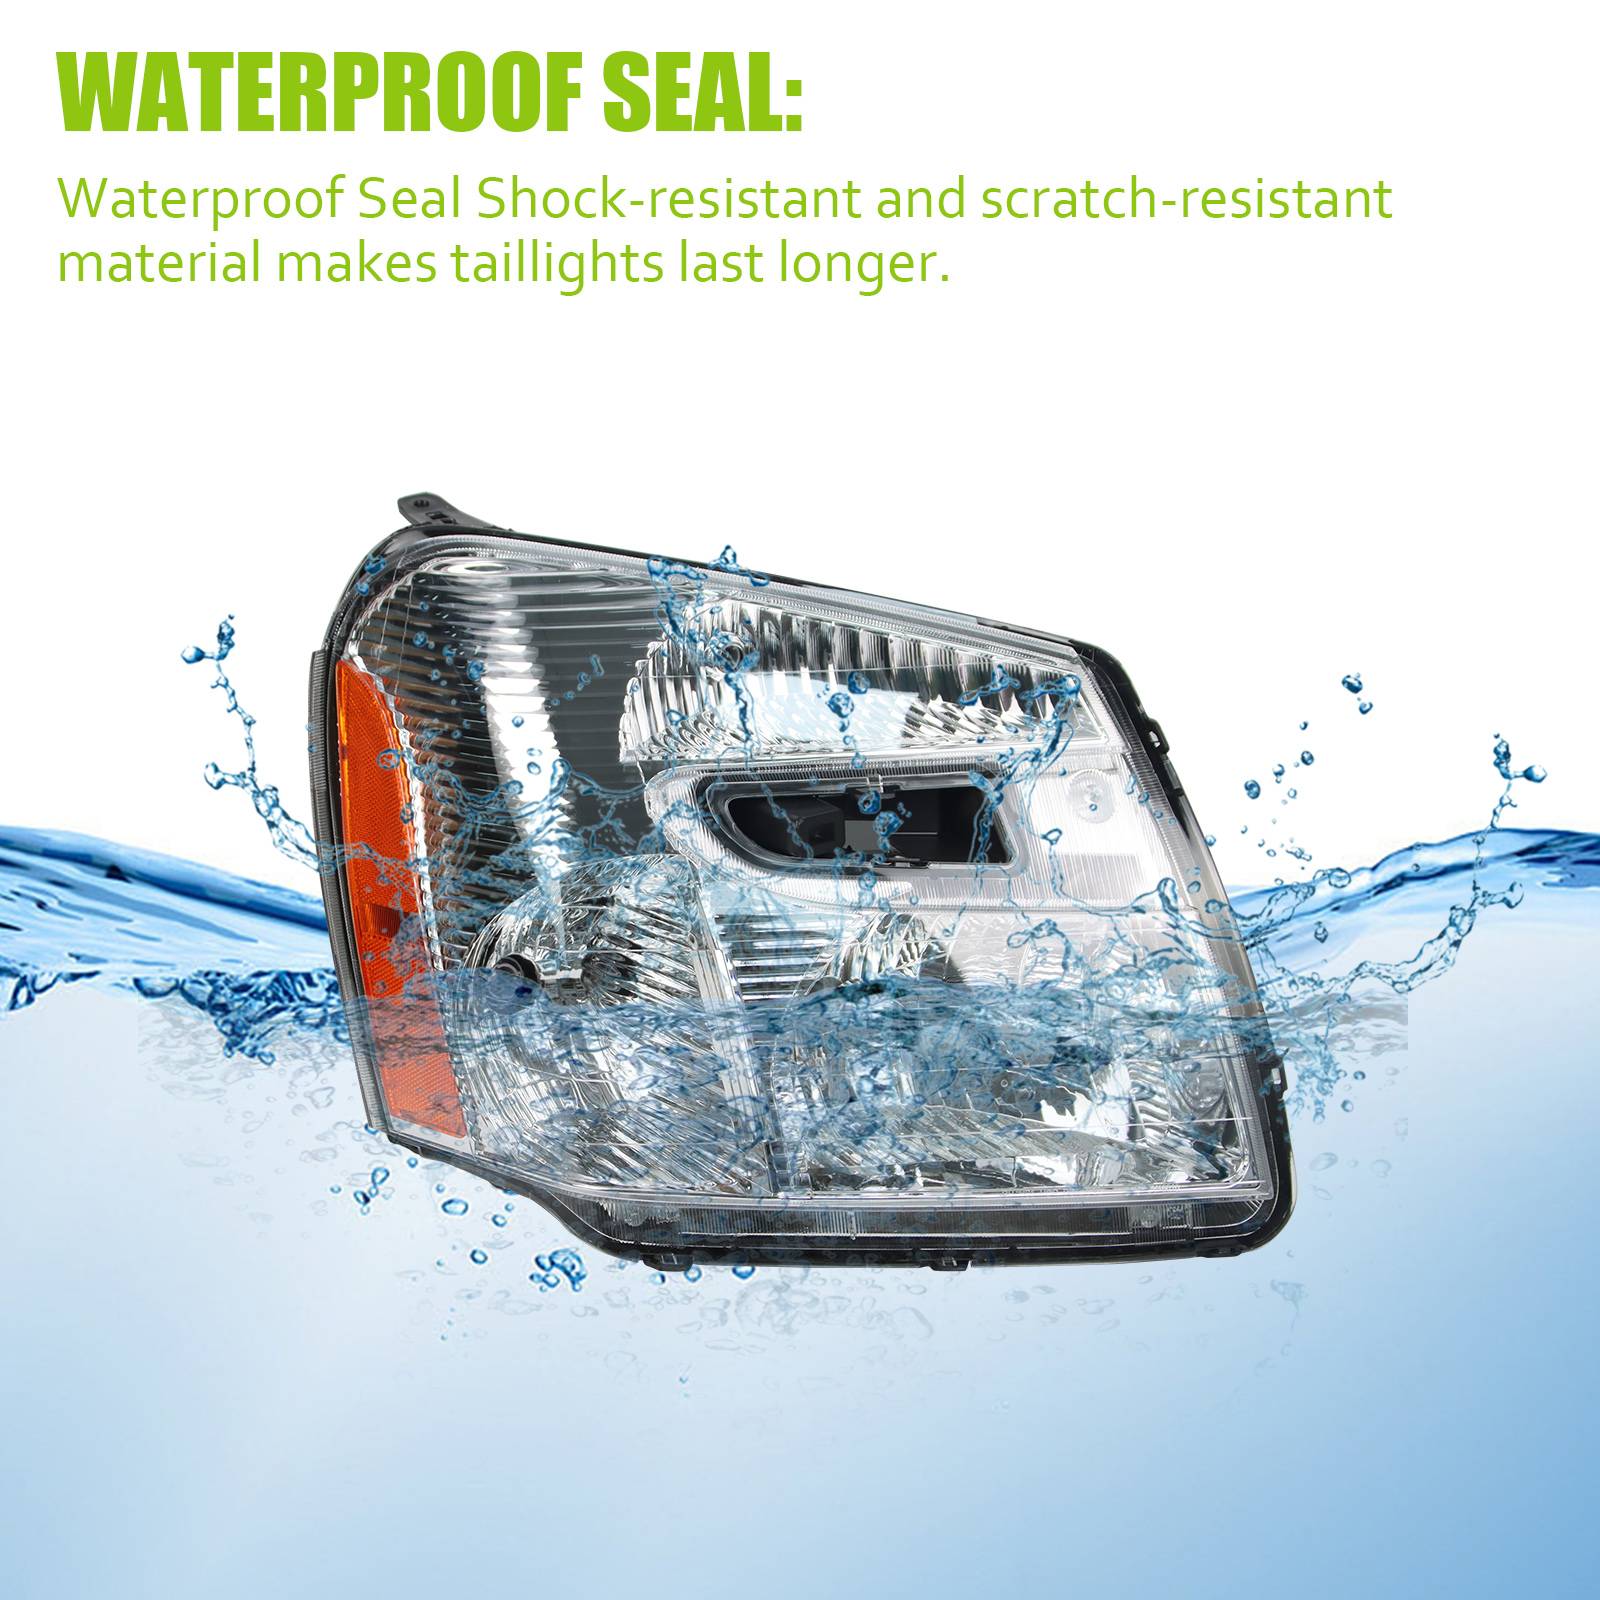 WATERPROOF SEAL:
Waterproof Seal Shock-resistant and scratch-resistant
material makes taillights last longer.